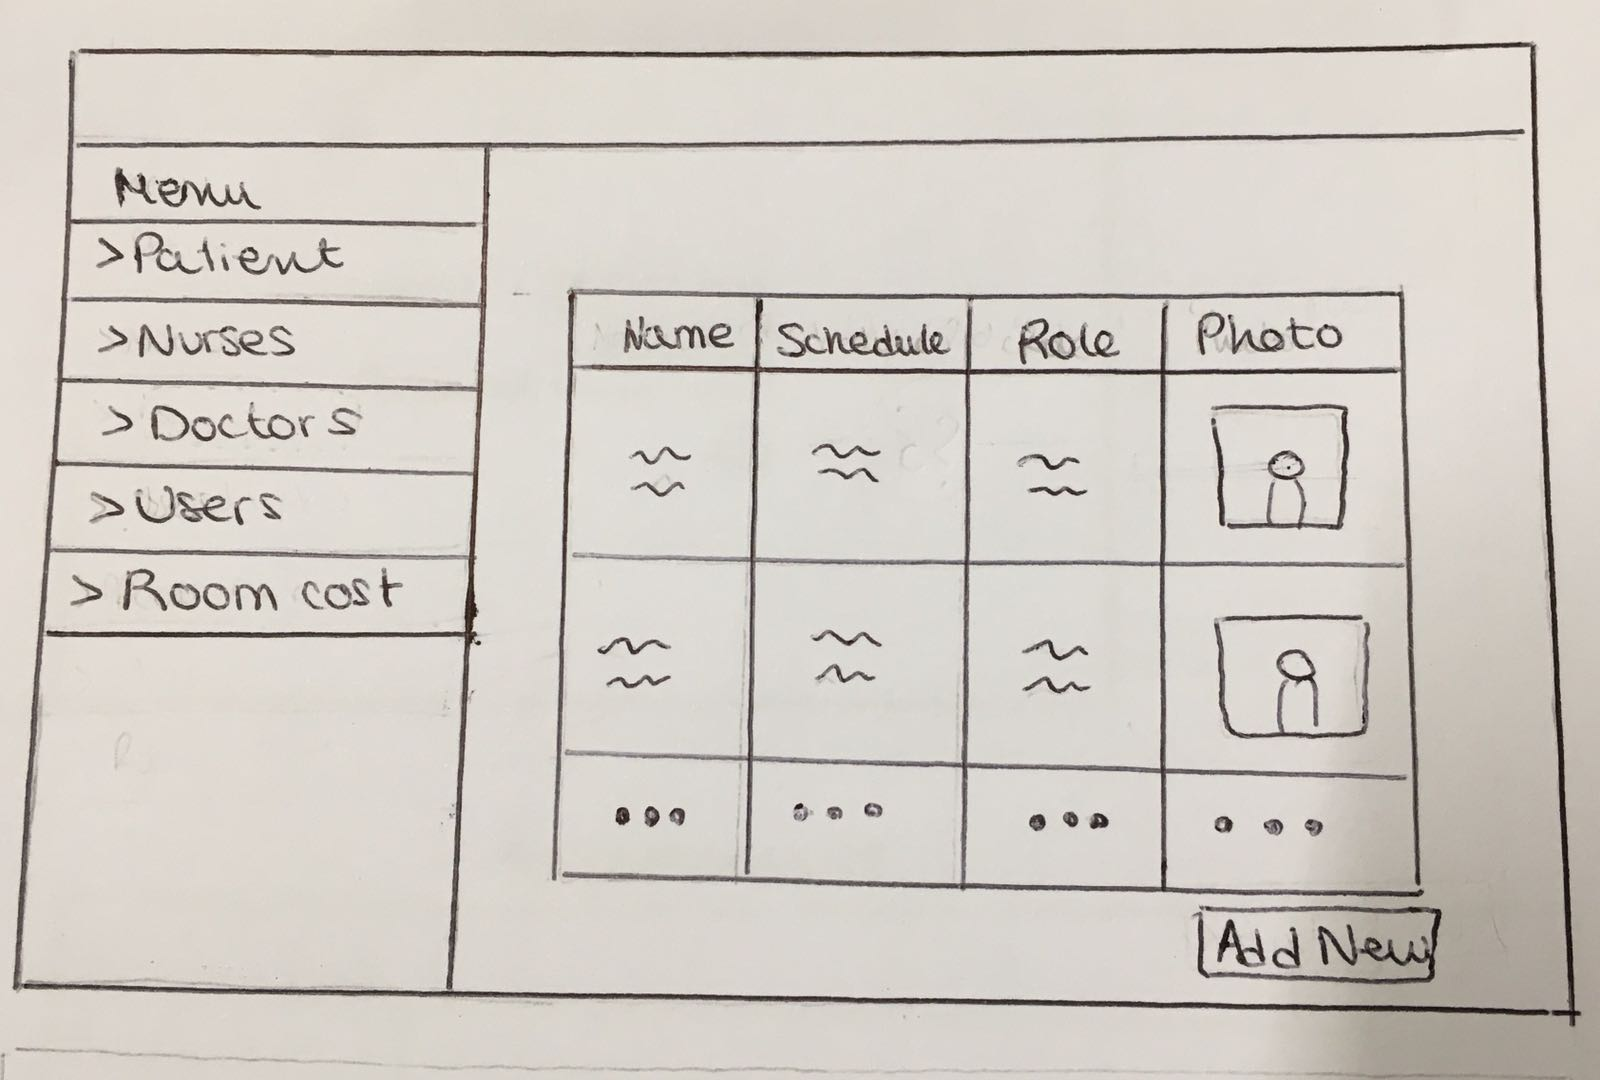 Menu
>Patient
>Nurses
>Doctors
>Users
>Room cost
Name Schedule Role Photo
Add New